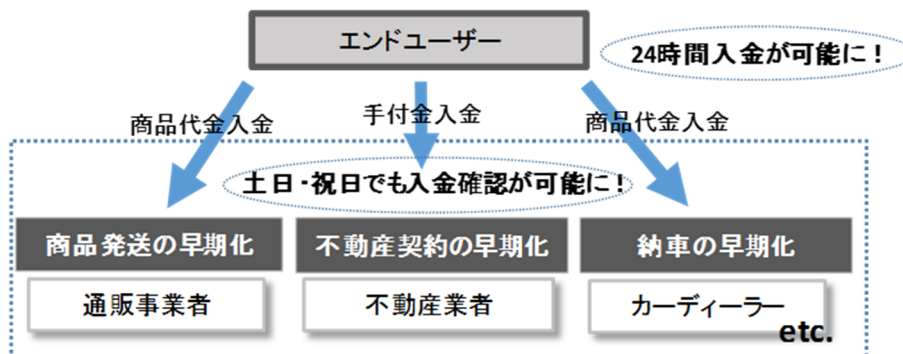 エンドユーザー
24時間入金が可能に！
商品代金入金
手付金入金
商品代金入金
土日・祝日でも入金確認が可能に！
商品発送の早期化
不動産契約の早期化
納車の早期化
通販事業者
不動産業者
カーディーラー
etc.